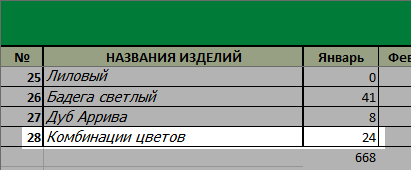 № НАЗВАНИЯ ИЗДЕЛИЙ Январь Фев
25 Лиловый 0
26 Бадега светлый 41
27 Дуб Аррива 8
28 Комбинации цветов 24
668